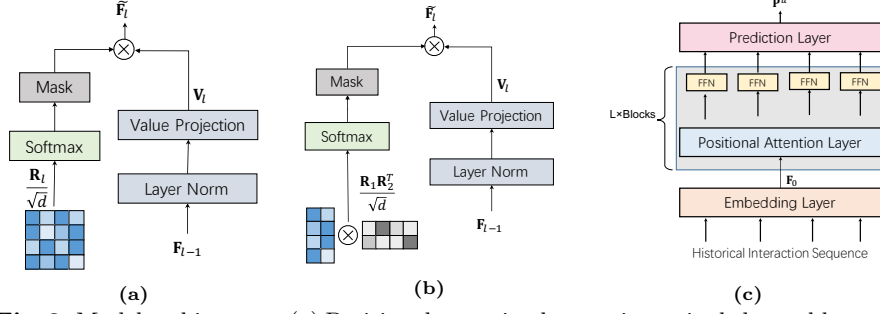 F̃_l
Mask
V_l
Value Projection
Softmax
R_l
√d
Layer Norm
F_{l−1}
(a)
F̃_l
Mask
V_l
Value Projection
Softmax
R_1R_2^T
√d
Layer Norm
F_{l−1}
(b)
Prediction Layer
FFN FFN FFN FFN
L×Blocks
Positional Attention Layer
F_0
Embedding Layer
Historical Interaction Sequence
(c)